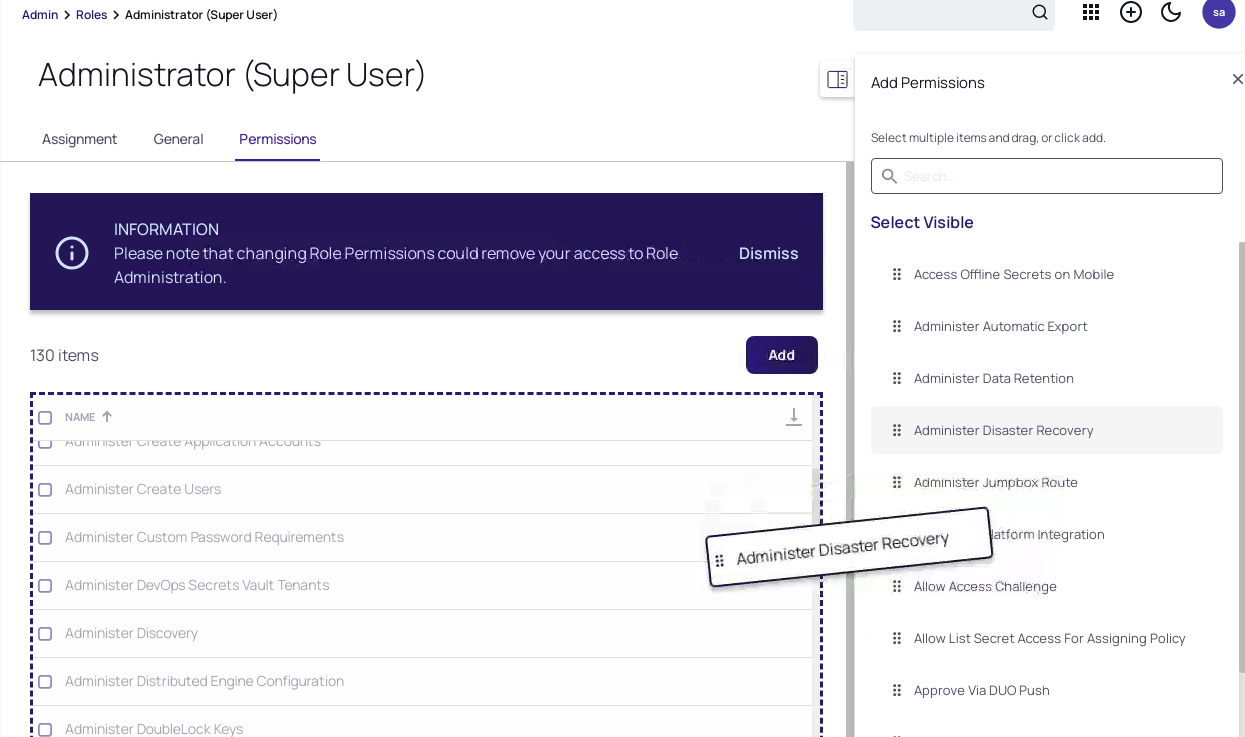 Admin > Roles > Administrator (Super User)
sa
Administrator (Super User)
Assignment
General
Permissions
INFORMATION
Please note that changing Role Permissions could remove your access to Role
Administration.
Dismiss
130 items
Add
NAME
Administer Create Application Accounts
Administer Create Users
Administer Custom Password Requirements
Administer DevOps Secrets Vault Tenants
Administer Discovery
Administer Distributed Engine Configuration
Administer DoubleLock Keys
Administer Disaster Recovery
Add Permissions
Select multiple items and drag, or click add.
Search...
Select Visible
Access Offline Secrets on Mobile
Administer Automatic Export
Administer Data Retention
Administer Disaster Recovery
Administer Jumpbox Route
Integration
Allow Access Challenge
Allow List Secret Access For Assigning Policy
Approve Via DUO Push